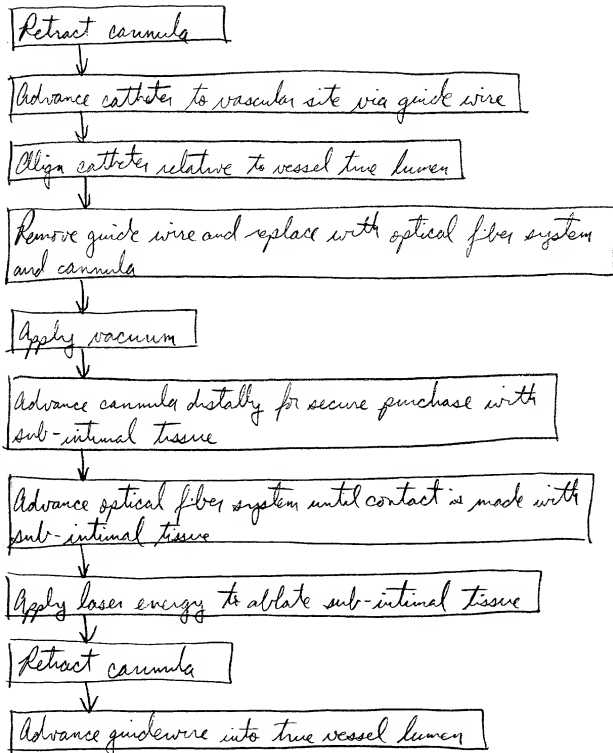 Retract cannula
Advance catheter to vascular site via guide wire
Align catheter relative to vessel true lumen
Remove guide wire and replace with optical fiber system
and cannula
Apply vacuum
Advance cannula distally for secure purchase with
sub-intimal tissue
Advance optical fiber system until contact is made with
sub-intimal tissue
Apply laser energy to ablate sub-intimal tissue
Retract cannula
Advance guidewire into true vessel lumen